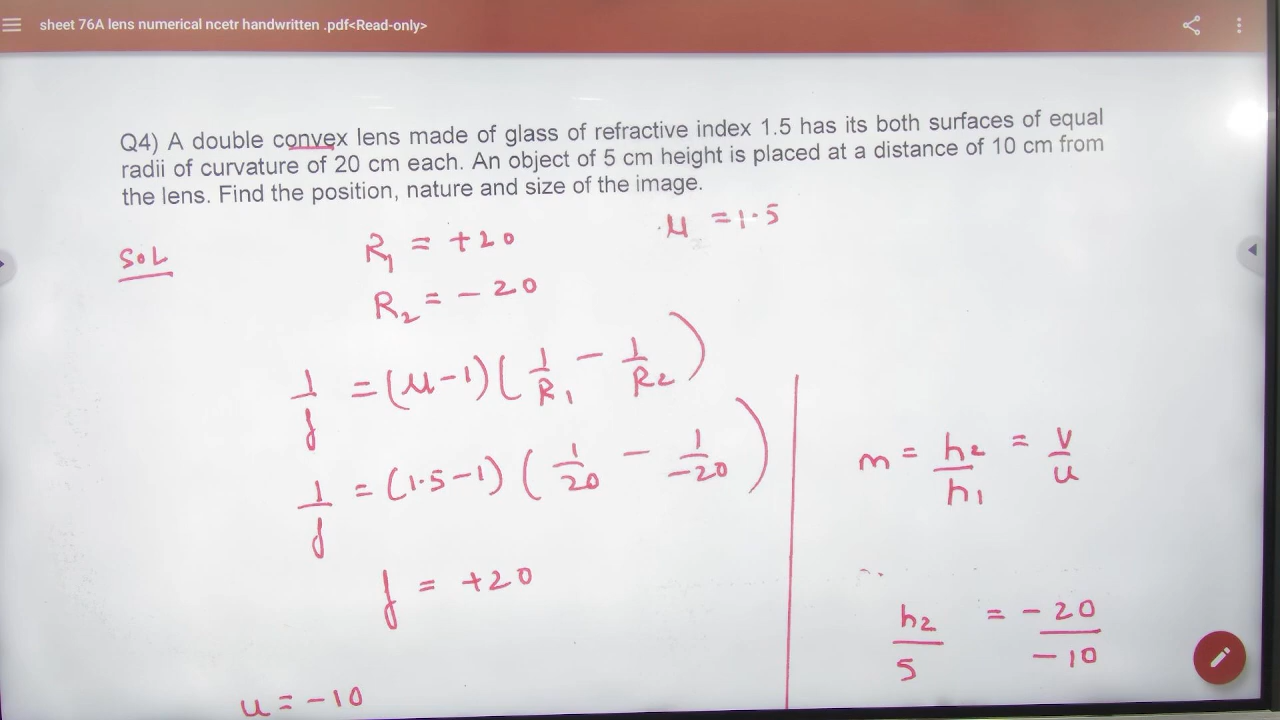 sheet 76A lens numerical ncetr handwritten .pdf<Read-only>
Q4) A double convex lens made of glass of refractive index 1.5 has its both surfaces of equal
radii of curvature of 20 cm each. An object of 5 cm height is placed at a distance of 10 cm from
the lens. Find the position, nature and size of the image.
SOL
R₁ = +20
μ = 1.5
R₂ = - 20
1/f = (μ-1)(1/R₁ - 1/R₂)
1/f = (1.5-1)(1/20 - 1/-20)
f = +20
u = -10
m = h₂/h₁ = v/u
h₂/5 = -20/-10